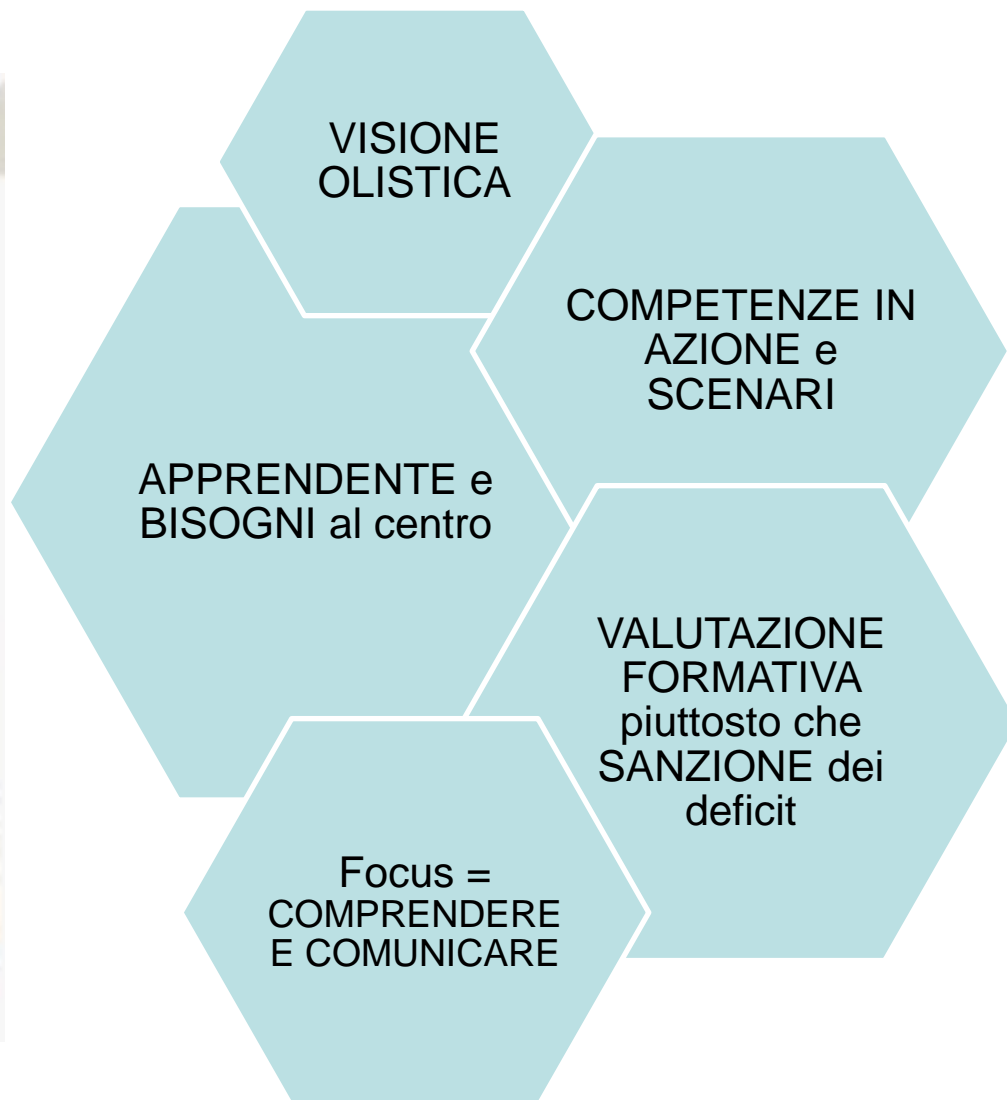 VISIONE
OLISTICA
COMPETENZE IN
AZIONE e
SCENARI
APPRENDENTE e
BISOGNI al centro
VALUTAZIONE
FORMATIVA
piuttosto che
SANZIONE dei
deficit
Focus =
COMPRENDERE
E COMUNICARE